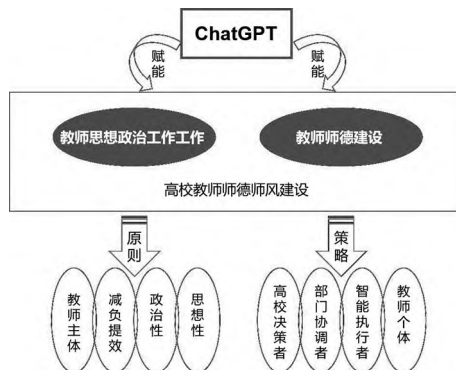 ChatGPT
赋能
赋能
教师思想政治工作工作
教师师德建设
高校教师师德师风建设
原则
策略
教师主体
减负提效
政治性
思想性
高校决策者
部门协调者
智能执行者
教师个体